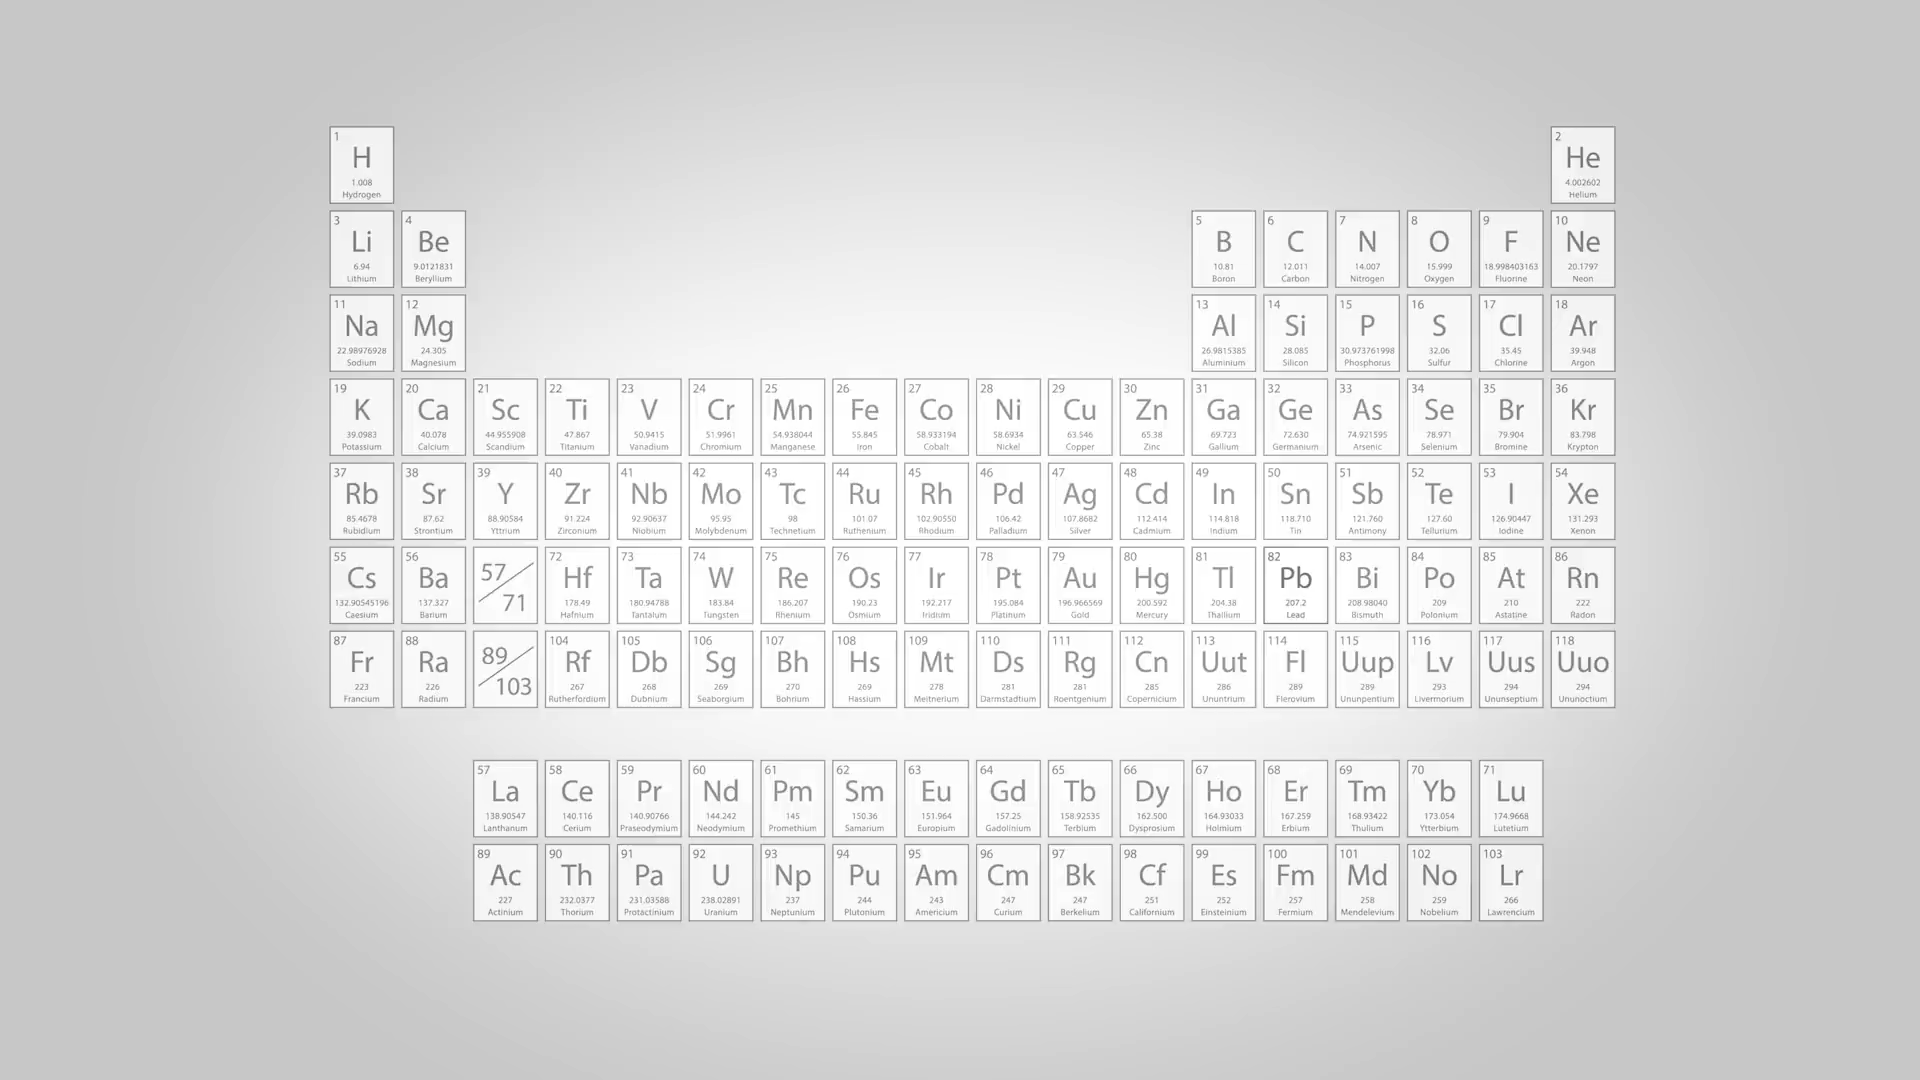 1 2
H He
1.008 4.002602
Hydrogen Helium
3 4 5 6 7 8 9 10
Li Be B C N O F Ne
6.94 9.0121831 10.81 12.011 14.007 15.999 18.998403163 20.1797
Lithium Beryllium Boron Carbon Nitrogen Oxygen Fluorine Neon
11 12 13 14 15 16 17 18
Na Mg Al Si P S Cl Ar
22.98976928 24.305 26.9815385 28.085 30.973761998 32.06 35.45 39.948
Sodium Magnesium Aluminium Silicon Phosphorus Sulfur Chlorine Argon
19 20 21 22 23 24 25 26 27 28 29 30 31 32 33 34 35 36
K Ca Sc Ti V Cr Mn Fe Co Ni Cu Zn Ga Ge As Se Br Kr
39.0983 40.078 44.955908 47.867 50.9415 51.9961 54.938044 55.845 58.933194 58.6934 63.546 65.38 69.723 72.630 74.921595 78.971 79.904 83.798
Potassium Calcium Scandium Titanium Vanadium Chromium Manganese Iron Cobalt Nickel Copper Zinc Gallium Germanium Arsenic Selenium Bromine Krypton
37 38 39 40 41 42 43 44 45 46 47 48 49 50 51 52 53 54
Rb Sr Y Zr Nb Mo Tc Ru Rh Pd Ag Cd In Sn Sb Te I Xe
85.4678 87.62 88.90584 91.224 92.90637 95.95 98 101.07 102.90550 106.42 107.8682 112.414 114.818 118.710 121.760 127.60 126.90447 131.293
Rubidium Strontium Yttrium Zirconium Niobium Molybdenum Technetium Ruthenium Rhodium Palladium Silver Cadmium Indium Tin Antimony Tellurium Iodine Xenon
55 56 57/71 72 73 74 75 76 77 78 79 80 81 82 83 84 85 86
Cs Ba Hf Ta W Re Os Ir Pt Au Hg Tl Pb Bi Po At Rn
132.90545196 137.327 178.49 180.94788 183.84 186.207 190.23 192.217 195.084 196.966569 200.592 204.38 207.2 208.98040 209 210 222
Caesium Barium Hafnium Tantalum Tungsten Rhenium Osmium Iridium Platinum Gold Mercury Thallium Lead Bismuth Polonium Astatine Radon
87 88 89/103 104 105 106 107 108 109 110 111 112 113 114 115 116 117 118
Fr Ra Rf Db Sg Bh Hs Mt Ds Rg Cn Uut Fl Uup Lv Uus Uuo
223 226 267 268 269 270 269 278 281 281 285 286 289 289 293 294 294
Francium Radium Rutherfordium Dubnium Seaborgium Bohrium Hassium Meitnerium Darmstadtium Roentgenium Copernicium Ununtrium Flerovium Ununpentium Livermorium Ununseptium Ununoctium
57 58 59 60 61 62 63 64 65 66 67 68 69 70 71
La Ce Pr Nd Pm Sm Eu Gd Tb Dy Ho Er Tm Yb Lu
138.90547 140.116 140.90766 144.242 145 150.36 151.964 157.25 158.92535 162.500 164.93033 167.259 168.93422 173.054 174.9668
Lanthanum Cerium Praseodymium Neodymium Promethium Samarium Europium Gadolinium Terbium Dysprosium Holmium Erbium Thulium Ytterbium Lutetium
89 90 91 92 93 94 95 96 97 98 99 100 101 102 103
Ac Th Pa U Np Pu Am Cm Bk Cf Es Fm Md No Lr
227 232.0377 231.03588 238.02891 237 244 243 247 247 251 252 257 258 259 266
Actinium Thorium Protactinium Uranium Neptunium Plutonium Americium Curium Berkelium Californium Einsteinium Fermium Mendelevium Nobelium Lawrencium